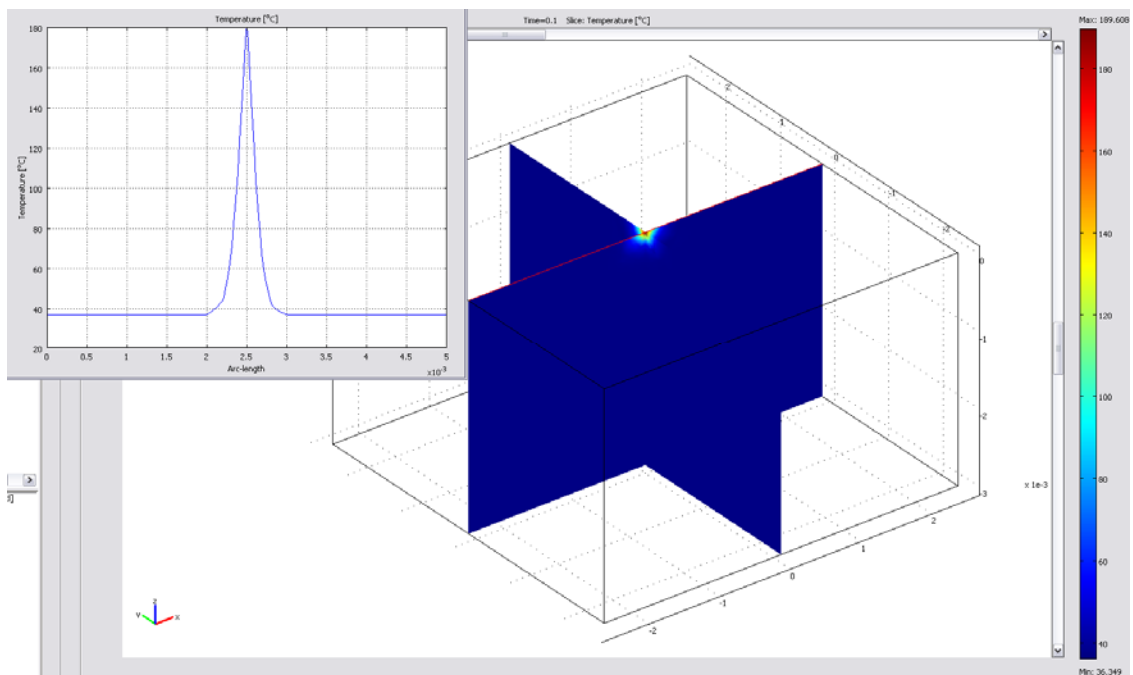 Temperature [°C]
180
160
140
120
100
80
60
40
20
Temperature [°C]
0 0.5 1 1.5 2 2.5 3 3.5 4 4.5 5
Arc-length
x10⁻³
Time=0.1 Slice: Temperature [°C]
2
1
0
-1
-2
0
-1
-2
-3
x 1e-3
2
1
0
-1
-2
z
y
x
Max: 189.608
180
160
140
120
100
80
60
40
Min: 36.349